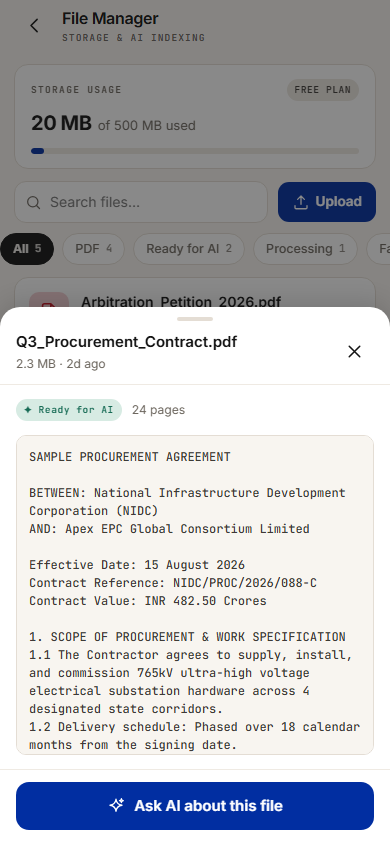 File Manager
STORAGE & AI INDEXING
STORAGE USAGE
FREE PLAN
20 MB of 500 MB used
Search files...
Upload
All 5
PDF 4
Ready for AI 2
Processing 1
Fa
Arbitration_Petition_2026.pdf
Q3_Procurement_Contract.pdf
2.3 MB · 2d ago
Ready for AI
24 pages
SAMPLE PROCUREMENT AGREEMENT
BETWEEN: National Infrastructure Development
Corporation (NIDC)
AND: Apex EPC Global Consortium Limited
Effective Date: 15 August 2026
Contract Reference: NIDC/PROC/2026/088-C
Contract Value: INR 482.50 Crores
1. SCOPE OF PROCUREMENT & WORK SPECIFICATION
1.1 The Contractor agrees to supply, install,
and commission 765kV ultra-high voltage
electrical substation hardware across 4
designated state corridors.
1.2 Delivery schedule: Phased over 18 calendar
months from the signing date.
Ask AI about this file